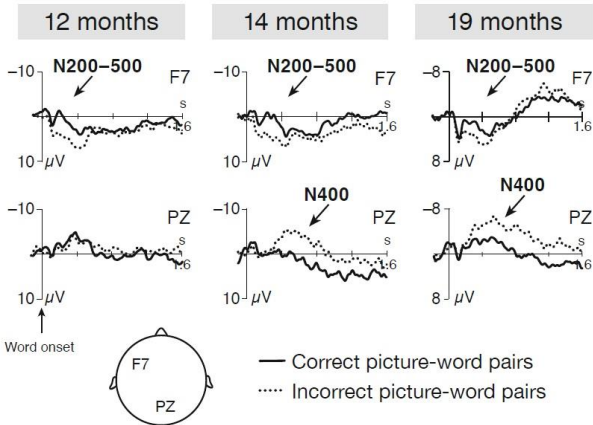 12 months 14 months 19 months
−10 N200–500 F7 −10 N200–500 F7 −8 N200–500 F7
s s s
1.6 1.6 1.6
10 µV 10 µV 8 µV
−10 PZ −10 N400 PZ −8 N400 PZ
s s s
1.6 1.6 1.6
10 µV 10 µV 8 µV
Word onset
F7
PZ
Correct picture-word pairs
Incorrect picture-word pairs